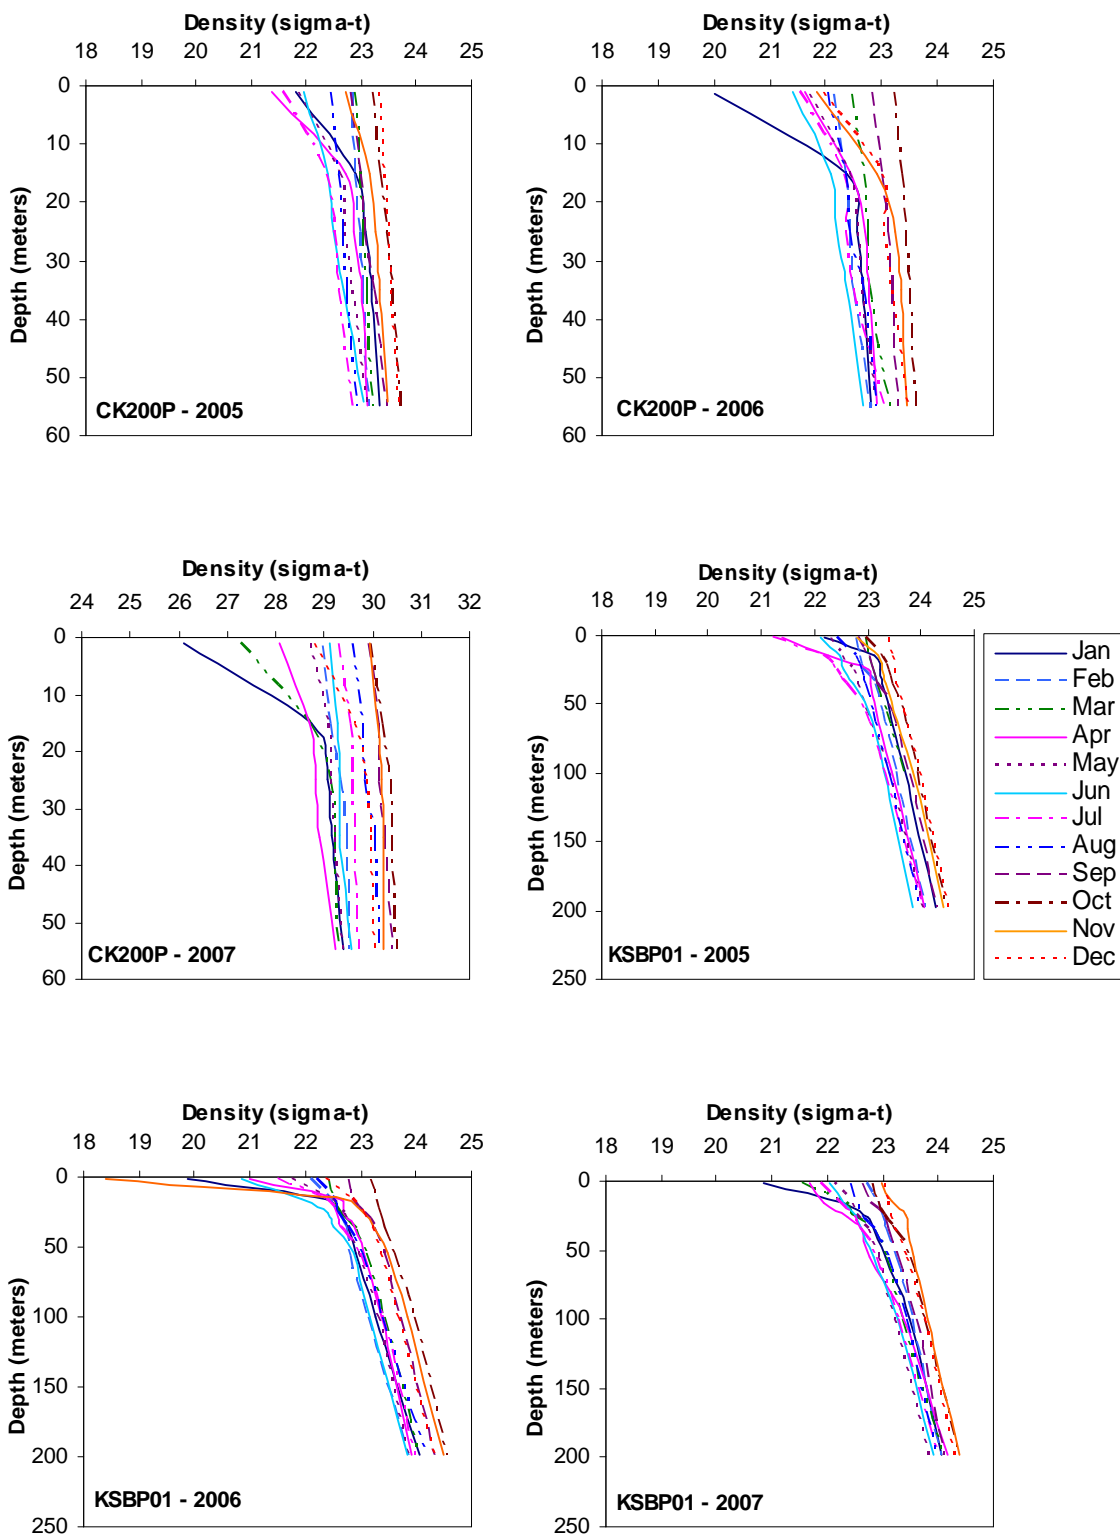 Density (sigma-t)
18 19 20 21 22 23 24 25
0
10
20
30
40
50
60
Depth (meters)
CK200P - 2005
Density (sigma-t)
18 19 20 21 22 23 24 25
0
10
20
30
40
50
60
Depth (meters)
CK200P - 2006
Density (sigma-t)
24 25 26 27 28 29 30 31 32
0
10
20
30
40
50
60
Depth (meters)
CK200P - 2007
Density (sigma-t)
18 19 20 21 22 23 24 25
0
50
100
150
200
250
Depth (meters)
KSBP01 - 2005
Jan
Feb
Mar
Apr
May
Jun
Jul
Aug
Sep
Oct
Nov
Dec
Density (sigma-t)
18 19 20 21 22 23 24 25
0
50
100
150
200
250
Depth (meters)
KSBP01 - 2006
Density (sigma-t)
18 19 20 21 22 23 24 25
0
50
100
150
200
250
Depth (meters)
KSBP01 - 2007